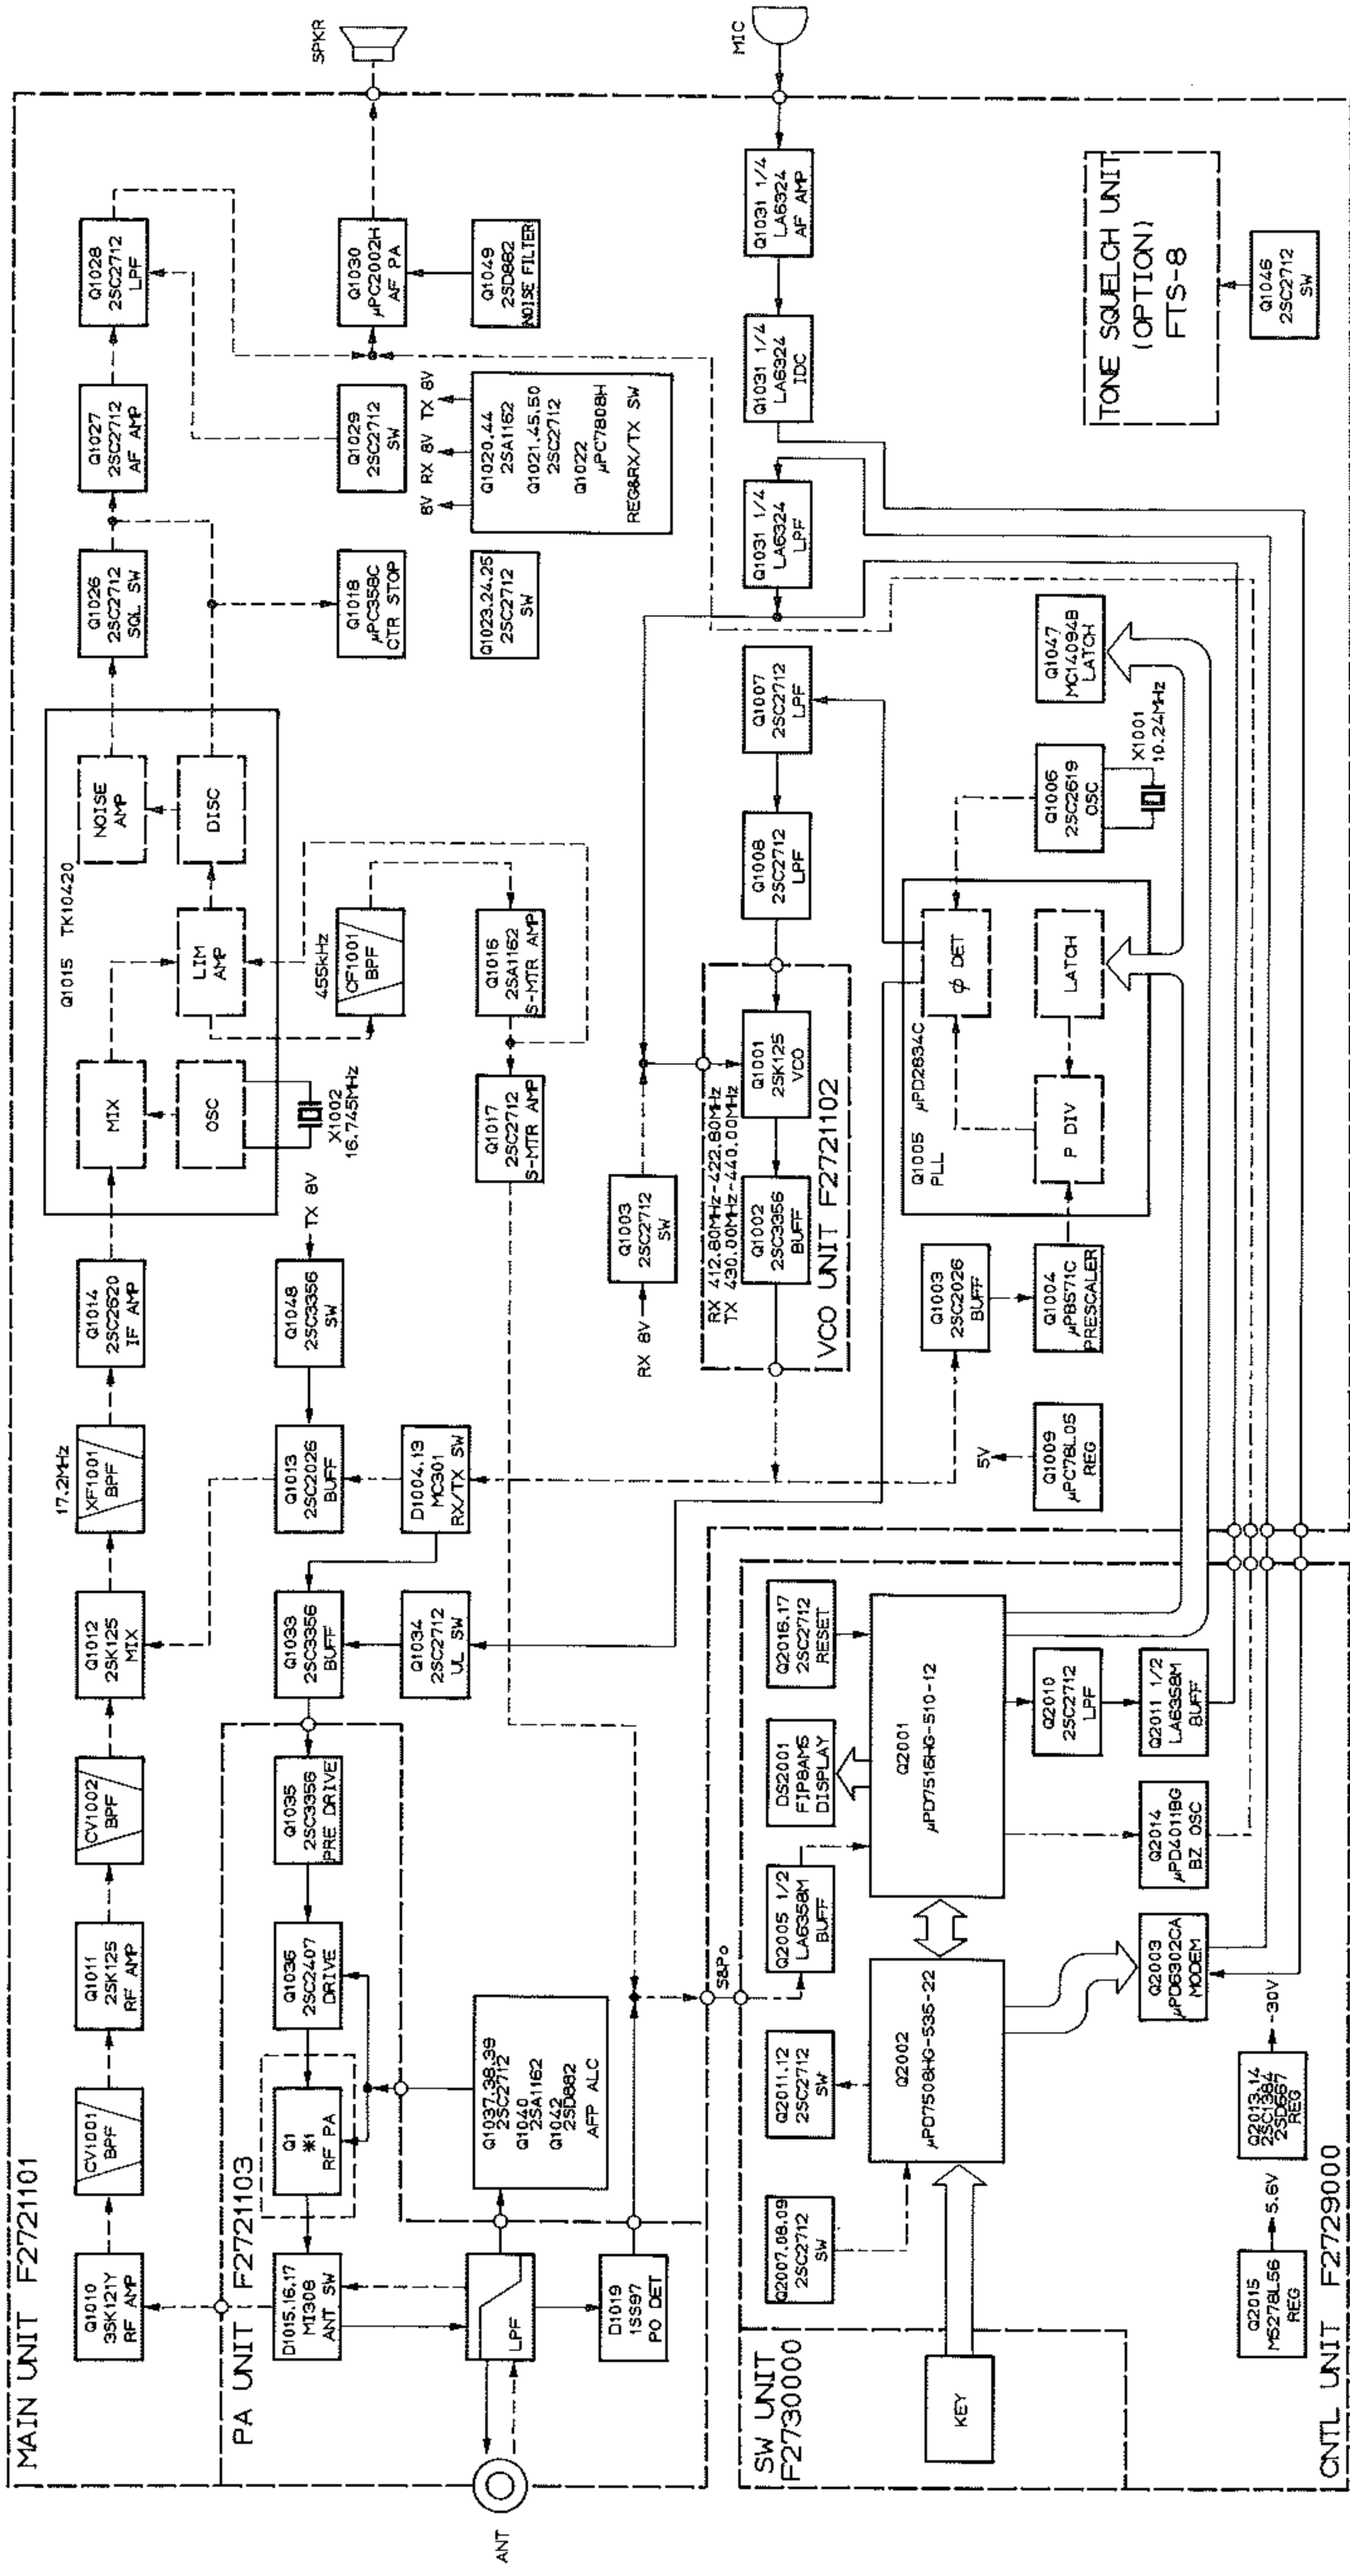 MAIN UNIT F2721101
Q1010
3SK121Y
RF AMP
CV1001
BPF
Q1011
2SK125
RF AMP
CV1002
BPF
Q1012
2SK125
MIX
17.2MHz
XF1001
BPF
Q1014
2SC2620
IF AMP
Q1015 TK10420
MIX
OSC
LIM
AMP
NOISE
AMP
DISC
X1002
16.745MHz
455kHz
CF1001
BPF
Q1016
2SA1162
S-MTR AMP
Q1017
2SC2712
S-MTR AMP
Q1026
2SC2712
SQL SW
Q1027
2SC2712
AF AMP
Q1028
2SC2712
LPF
Q1018
µPC358C
CTR STOP
Q1029
2SC2712
SW
Q1030
µPC2002H
AF PA
SPKR
Q1023.24.25
2SC2712
SW
8V RX 8V TX 8V
Q1020.44
2SA1162
Q1021.45.50
2SC2712
Q1022
µPC7808H
REG&RX/TX SW
Q1049
2SD882
NOISE FILTER
PA UNIT F2721103
D1015.16.17
MI308
ANT SW
Q1
*1
RF PA
Q1036
2SC2407
DRIVE
Q1035
2SC3356
PRE DRIVE
Q1033
2SC3356
BUFF
Q1013
2SC2026
BUFF
Q1048
2SC3356
SW
TX 8V
Q1034
2SC2712
UL SW
D1004.13
MC301
RX/TX SW
ANT
LPF
Q1037.38.39
2SC2712
Q1040
2SA1162
Q1042
2SD882
AFP ALC
D1019
1SS97
PO DET
S&Po
RX 8V
Q1003
2SC2712
SW
RX 412.80MHz-422.80MHz
TX 430.00MHz-440.00MHz
Q1002
2SC3356
BUFF
Q1001
2SK125
VCO
VCO UNIT F2721102
Q1008
2SC2712
LPF
Q1007
2SC2712
LPF
Q1031 1/4
LA6324
LPF
Q1031 1/4
LA6324
IDC
Q1031 1/4
LA6324
AF AMP
MIC
5V
Q1009
µPC78L05
REG
Q1003
2SC2026
BUFF
Q1004
µPB571C
PRESCALER
Q1005 µPD2834C
PLL
P DIV
LATCH
φ DET
Q1006
2SC2619
OSC
X1001
10.24MHz
Q1047
MC14094B
LATCH
TONE SQUELCH UNIT
(OPTION)
FTS-8
Q1046
2SC2712
SW
SW UNIT
F2730000
KEY
Q2007.08.09
2SC2712
SW
Q2011.12
2SC2712
SW
Q2005 1/2
LA6358M
BUFF
DS2001
FIP8AM5
DISPLAY
Q2016.17
2SC2712
RESET
Q2002
µPD7508HG-535-22
Q2001
µPD7516HG-510-12
Q2003
µPD6302CA
MODEM
Q2014
µPD4011BG
BZ OSC
Q2010
2SC2712
LPF
Q2011 1/2
LA6358M
BUFF
Q2015
M5278L56
REG
5.6V
Q2013.14
2SC1384
2SD667
REG
-30V
CNTL UNIT F2729000